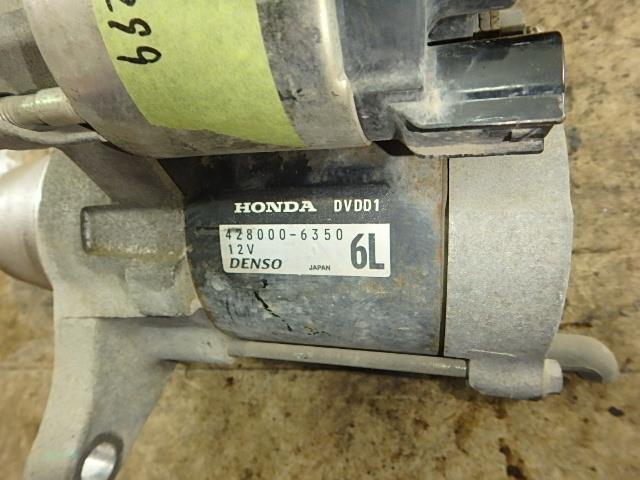 HONDA DVDD1
428000-6350
12V 6L
DENSO JAPAN